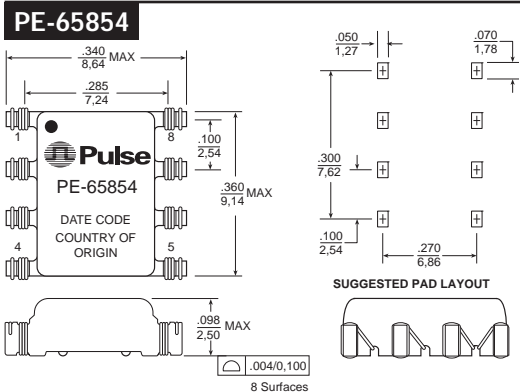 PE-65854
.340
8,64
MAX
.285
7,24
1
8
.100
2,54
Pulse
PE-65854
.360
9,14
MAX
DATE CODE
COUNTRY OF
ORIGIN
4
5
.098
2,50
MAX
.004/0,100
8 Surfaces
.050
1,27
.070
1,78
.300
7,62
.100
2,54
.270
6,86
SUGGESTED PAD LAYOUT